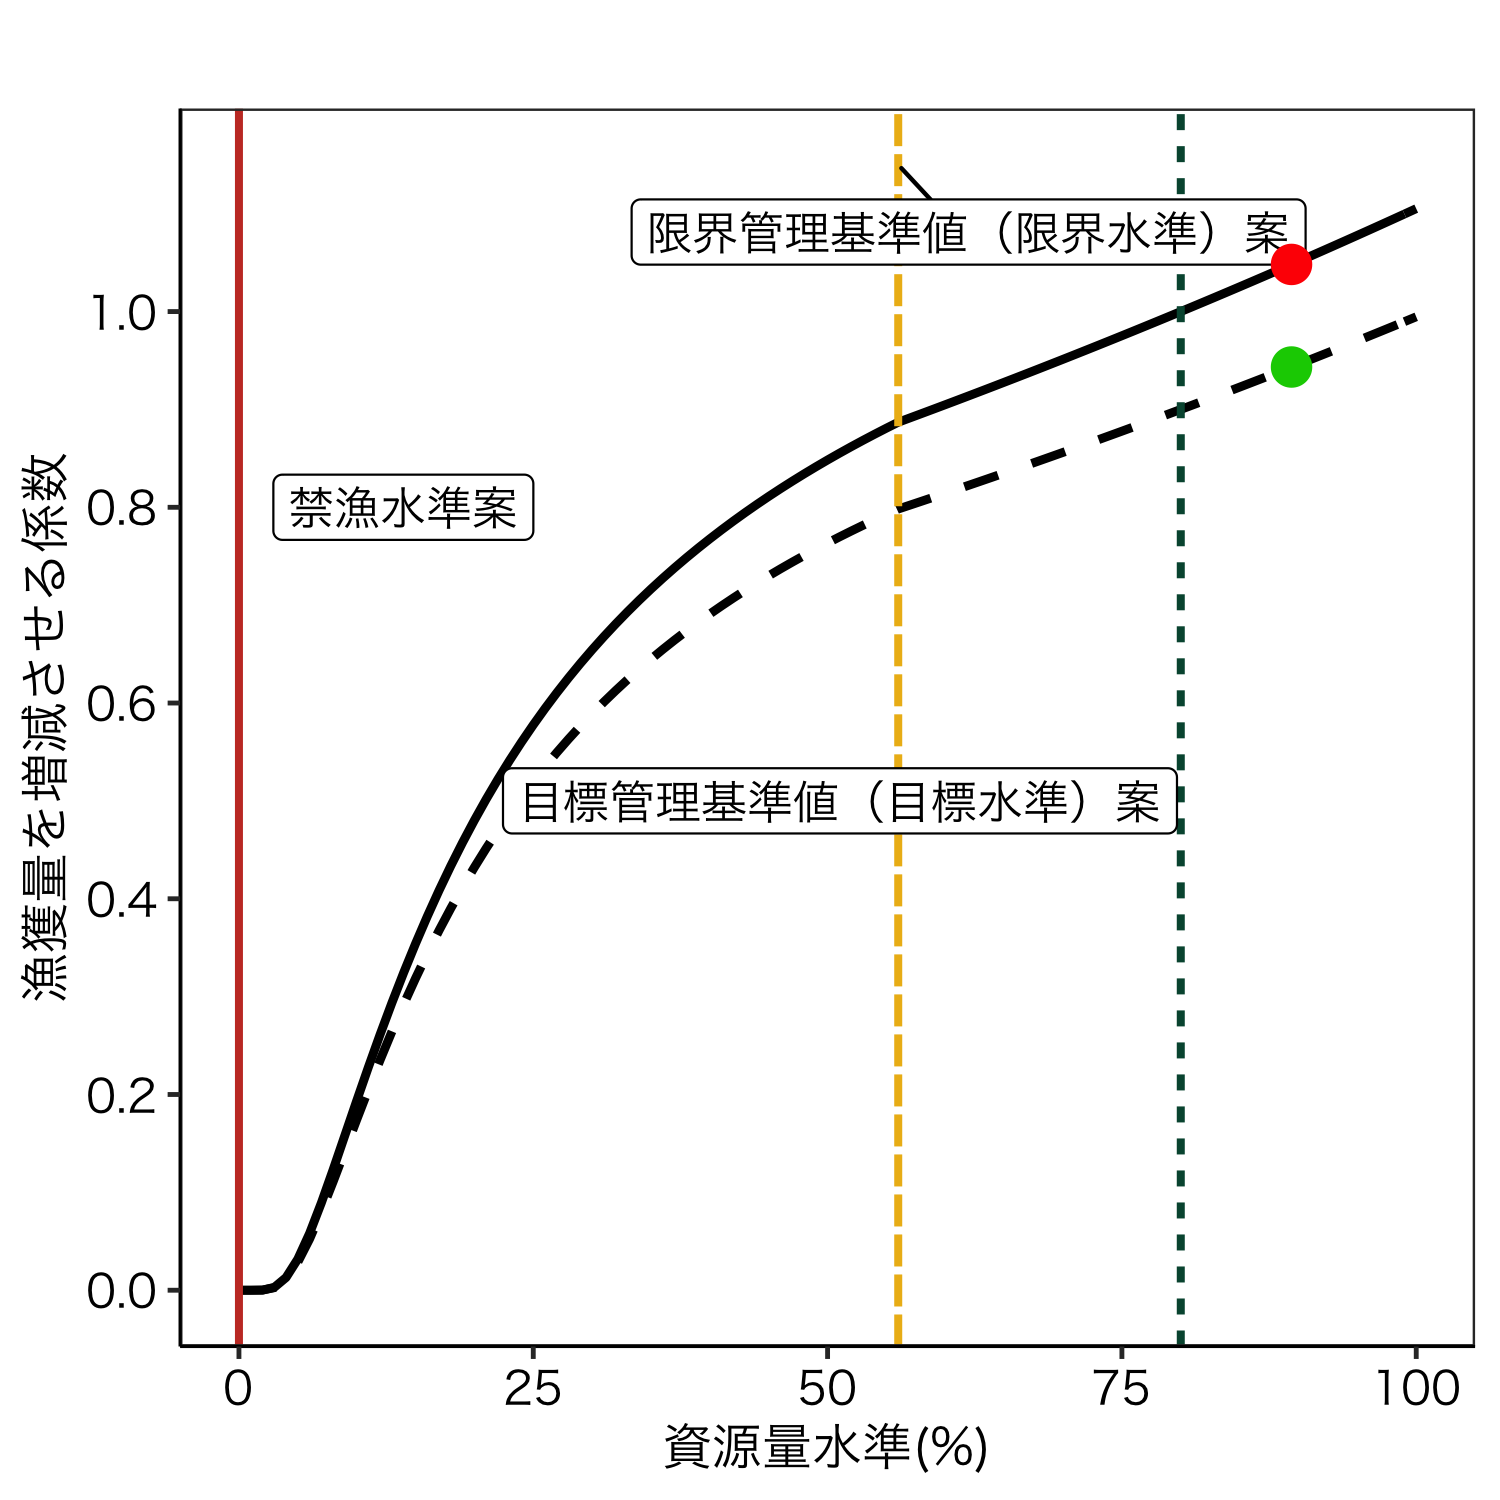 限界管理基準値（限界水準）案
禁漁水準案
目標管理基準値（目標水準）案
漁獲量を増減させる係数
1.0
0.8
0.6
0.4
0.2
0.0
0 25 50 75 100
資源量水準(%)